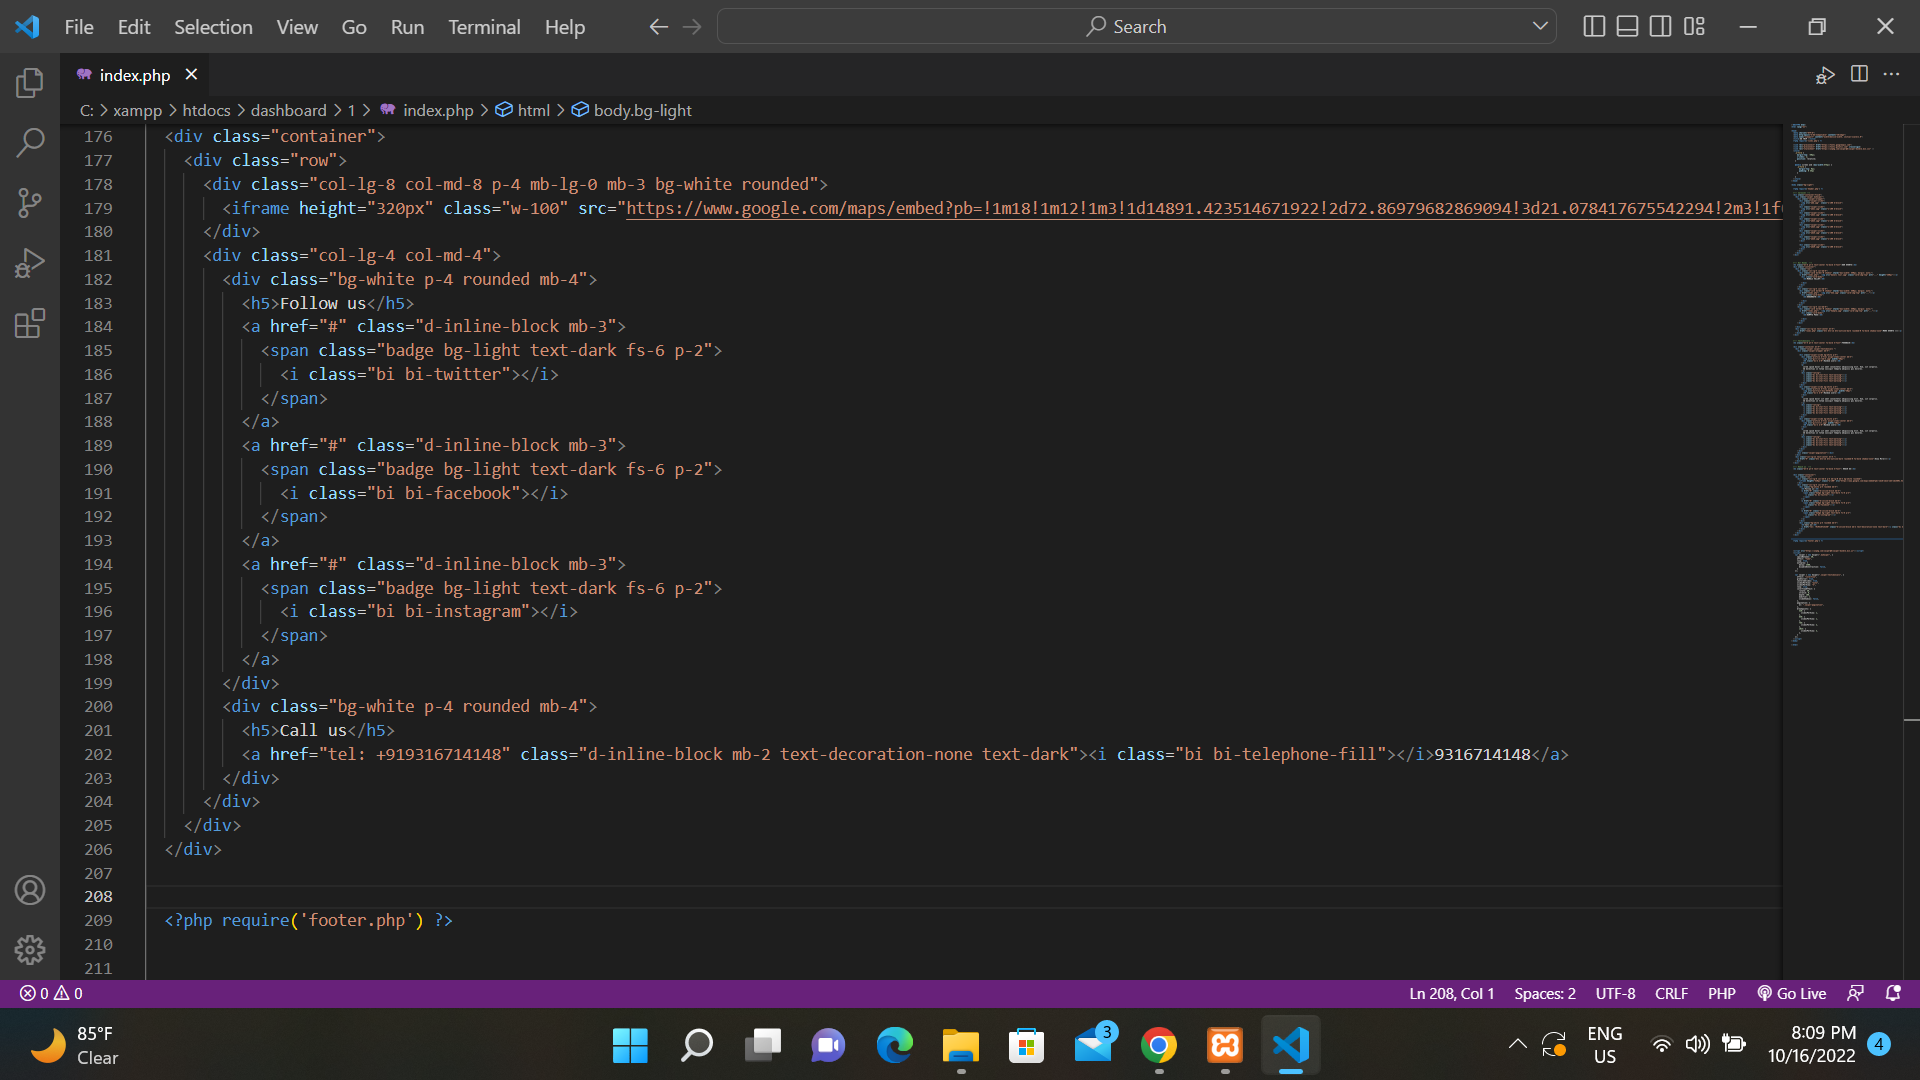 File Edit Selection View Go Run Terminal Help Search
index.php
C: > xampp > htdocs > dashboard > 1 > index.php > html > body.bg-light
176 <div class="container">
177 <div class="row">
178 <div class="col-lg-8 col-md-8 p-4 mb-lg-0 mb-3 bg-white rounded">
179 <iframe height="320px" class="w-100" src="https://www.google.com/maps/embed?pb=!1m18!1m12!1m3!1d14891.423514671922!2d72.86979682869094!3d21.078417675542294!2m3!1f
180 </div>
181 <div class="col-lg-4 col-md-4">
182 <div class="bg-white p-4 rounded mb-4">
183 <h5>Follow us</h5>
184 <a href="#" class="d-inline-block mb-3">
185 <span class="badge bg-light text-dark fs-6 p-2">
186 <i class="bi bi-twitter"></i>
187 </span>
188 </a>
189 <a href="#" class="d-inline-block mb-3">
190 <span class="badge bg-light text-dark fs-6 p-2">
191 <i class="bi bi-facebook"></i>
192 </span>
193 </a>
194 <a href="#" class="d-inline-block mb-3">
195 <span class="badge bg-light text-dark fs-6 p-2">
196 <i class="bi bi-instagram"></i>
197 </span>
198 </a>
199 </div>
200 <div class="bg-white p-4 rounded mb-4">
201 <h5>Call us</h5>
202 <a href="tel: +919316714148" class="d-inline-block mb-2 text-decoration-none text-dark"><i class="bi bi-telephone-fill"></i>9316714148</a>
203 </div>
204 </div>
205 </div>
206 </div>
207
208
209 <?php require('footer.php') ?>
210
211
0 0 Ln 208, Col 1 Spaces: 2 UTF-8 CRLF PHP Go Live
85°F
Clear
3
ENG
US
8:09 PM
10/16/2022
4